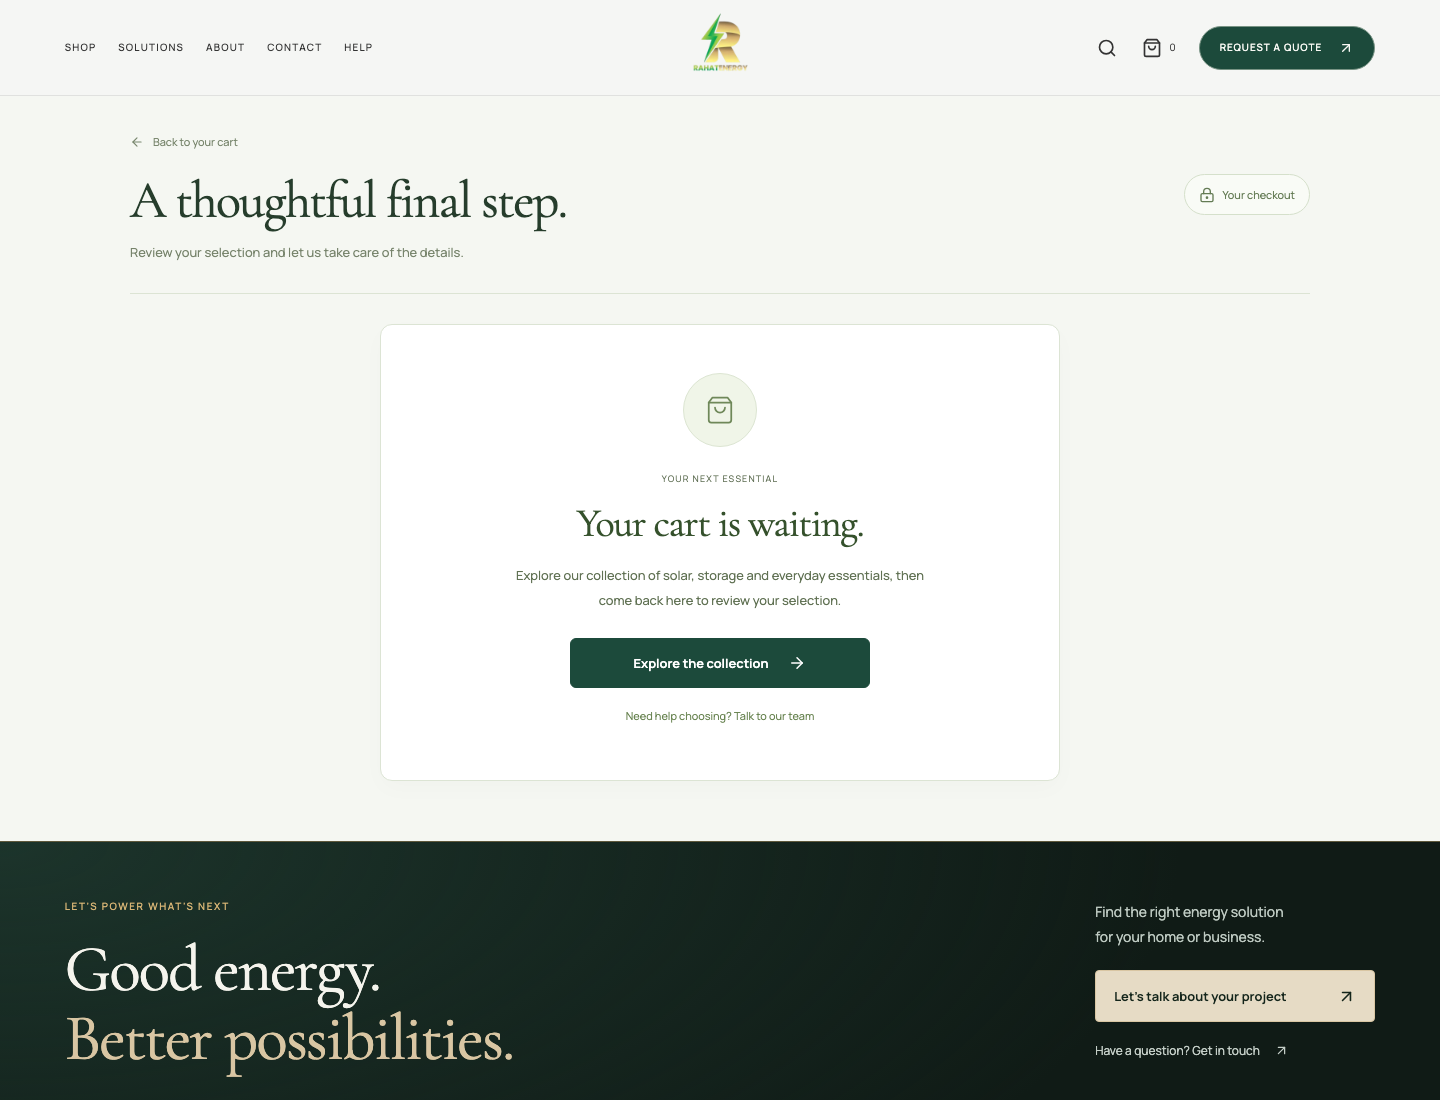 SHOP
SOLUTIONS
ABOUT
CONTACT
HELP
RAHATENERGY
0
REQUEST A QUOTE
Back to your cart
A thoughtful final step.
Your checkout
Review your selection and let us take care of the details.
YOUR NEXT ESSENTIAL
Your cart is waiting.
Explore our collection of solar, storage and everyday essentials, then
come back here to review your selection.
Explore the collection
Need help choosing? Talk to our team
LET'S POWER WHAT'S NEXT
Good energy.
Better possibilities.
Find the right energy solution
for your home or business.
Let's talk about your project
Have a question? Get in touch